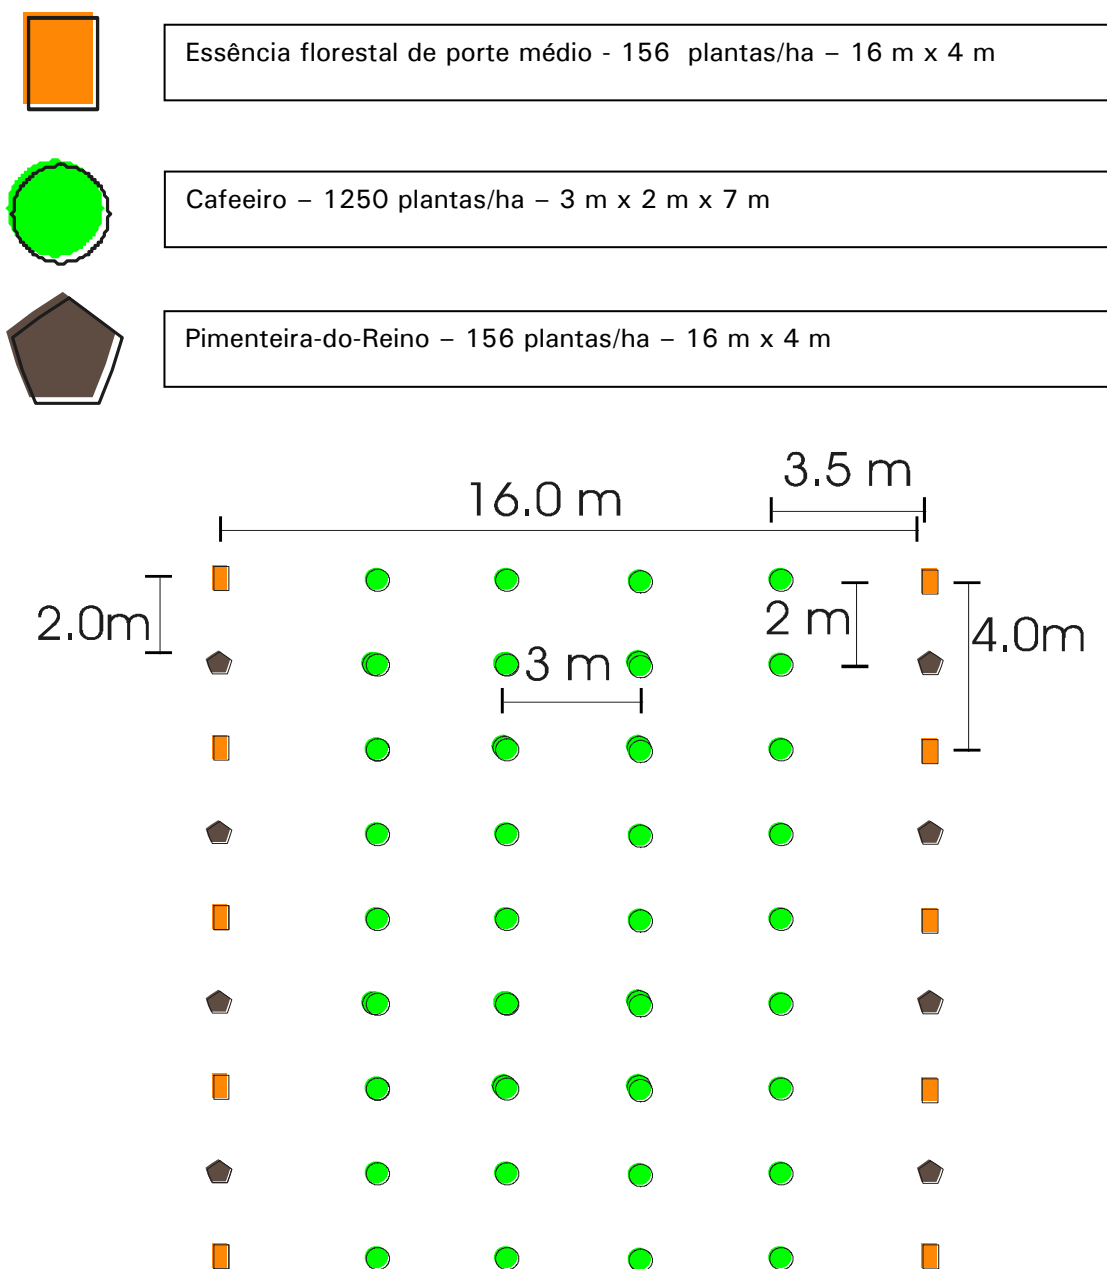 Essência florestal de porte médio - 156 plantas/ha – 16 m x 4 m
Cafeeiro – 1250 plantas/ha – 3 m x 2 m x 7 m
Pimenteira-do-Reino – 156 plantas/ha – 16 m x 4 m
3.5 m
16.0 m
2.0m
2 m
4.0m
3 m